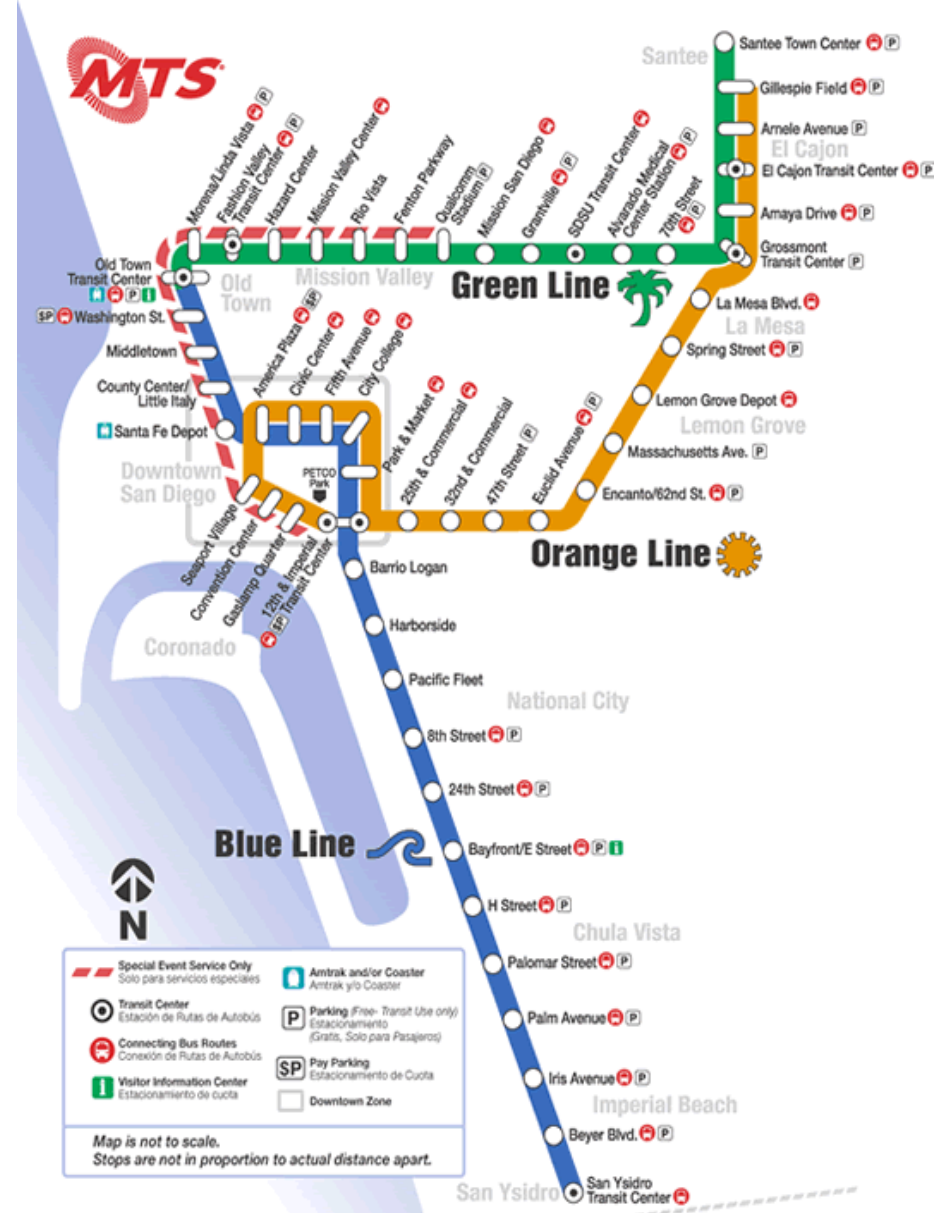 MTS
Santee
Santee Town Center P
Gillespie Field P
Arnele Avenue P
El Cajon
El Cajon Transit Center P
Amaya Drive P
Grossmont
Transit Center P
Morena/Linda Vista P
Fashion Valley
Transit Center P
Hazard Center
Mission Valley Center
Rio Vista
Fenton Parkway
Qualcomm
Stadium P
Mission San Diego
Grantville P
SDSU Transit Center
Alvarado Medical
Center Station P
70th Street
P
Old Town
Transit Center
P i
Old
Town
Mission Valley
Green Line
SP Washington St.
Middletown
County Center/
Little Italy
Santa Fe Depot
Downtown
San Diego
America Plaza SP
Civic Center
Fifth Avenue
City College
Park & Market
25th & Commercial
32nd & Commercial
47th Street P
Euclid Avenue P
La Mesa Blvd.
La Mesa
Spring Street P
Lemon Grove Depot
Lemon Grove
Massachusetts Ave. P
Encanto/62nd St. P
Orange Line
PETCO
Park
Seaport Village
Convention Center
Gaslamp Quarter
12th & Imperial
Transit Center
SP
Coronado
Barrio Logan
Harborside
Pacific Fleet
National City
8th Street P
24th Street P
Blue Line
Bayfront/E Street P i
H Street P
Chula Vista
Palomar Street P
Palm Avenue P
Iris Avenue P
Imperial Beach
Beyer Blvd. P
San Ysidro
San Ysidro
Transit Center
N
Special Event Service Only
Solo para servicios especiales
Transit Center
Estación de Rutas de Autobús
Connecting Bus Routes
Conexión de Rutas de Autobús
i Visitor Information Center
Estacionamiento de cuota
Amtrak and/or Coaster
Amtrak y/o Coaster
P Parking (Free- Transit Use only)
Estacionamiento
(Gratis, Solo para Pasajeros)
SP Pay Parking
Estacionamiento de Cuota
Downtown Zone
Map is not to scale.
Stops are not in proportion to actual distance apart.